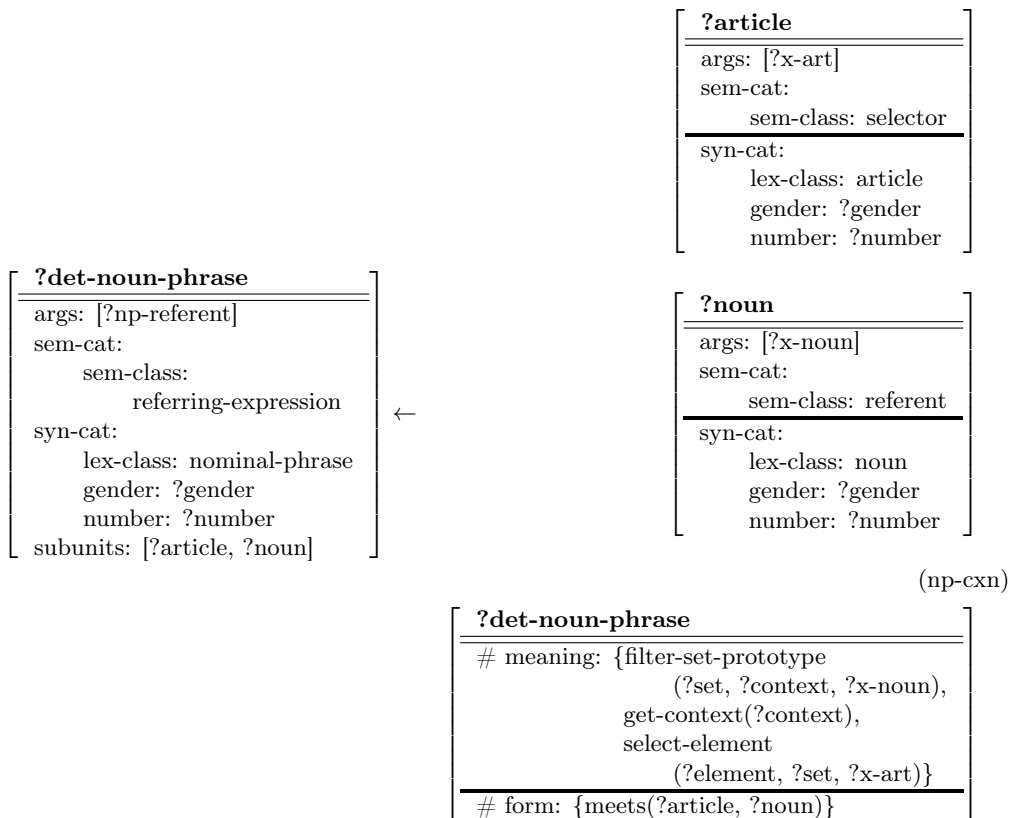 ?article
args: [?x-art]
sem-cat:
sem-class: selector
syn-cat:
lex-class: article
gender: ?gender
number: ?number
?det-noun-phrase
args: [?np-referent]
sem-cat:
sem-class:
referring-expression
syn-cat:
lex-class: nominal-phrase
gender: ?gender
number: ?number
subunits: [?article, ?noun]
←
?noun
args: [?x-noun]
sem-cat:
sem-class: referent
syn-cat:
lex-class: noun
gender: ?gender
number: ?number
(np-cxn)
?det-noun-phrase
# meaning: {filter-set-prototype
(?set, ?context, ?x-noun),
get-context(?context),
select-element
(?element, ?set, ?x-art)}
# form: {meets(?article, ?noun)}